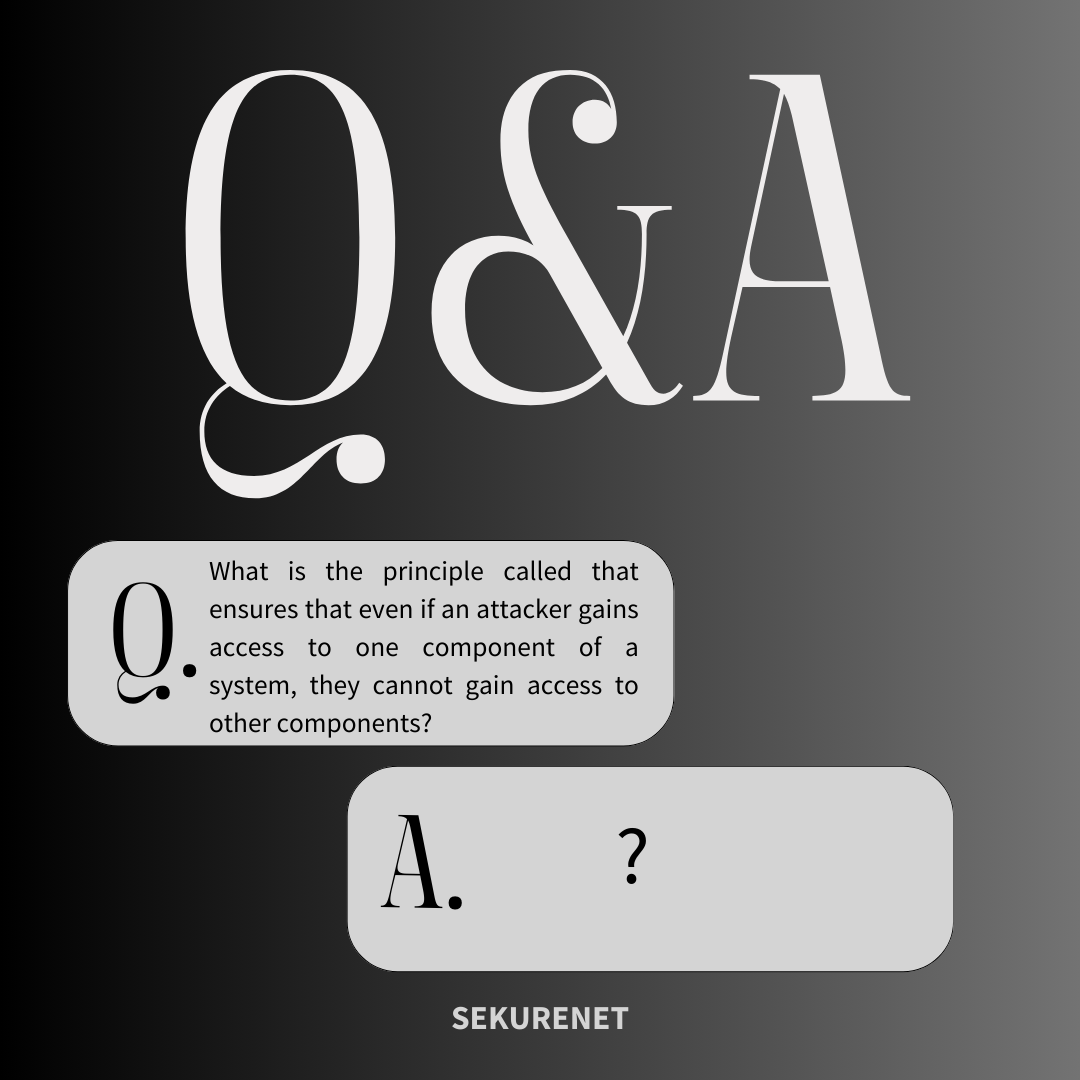 Q&A
Q.
What is the principle called that
ensures that even if an attacker gains
access to one component of a
system, they cannot gain access to
other components?
A.
?
SEKURENET